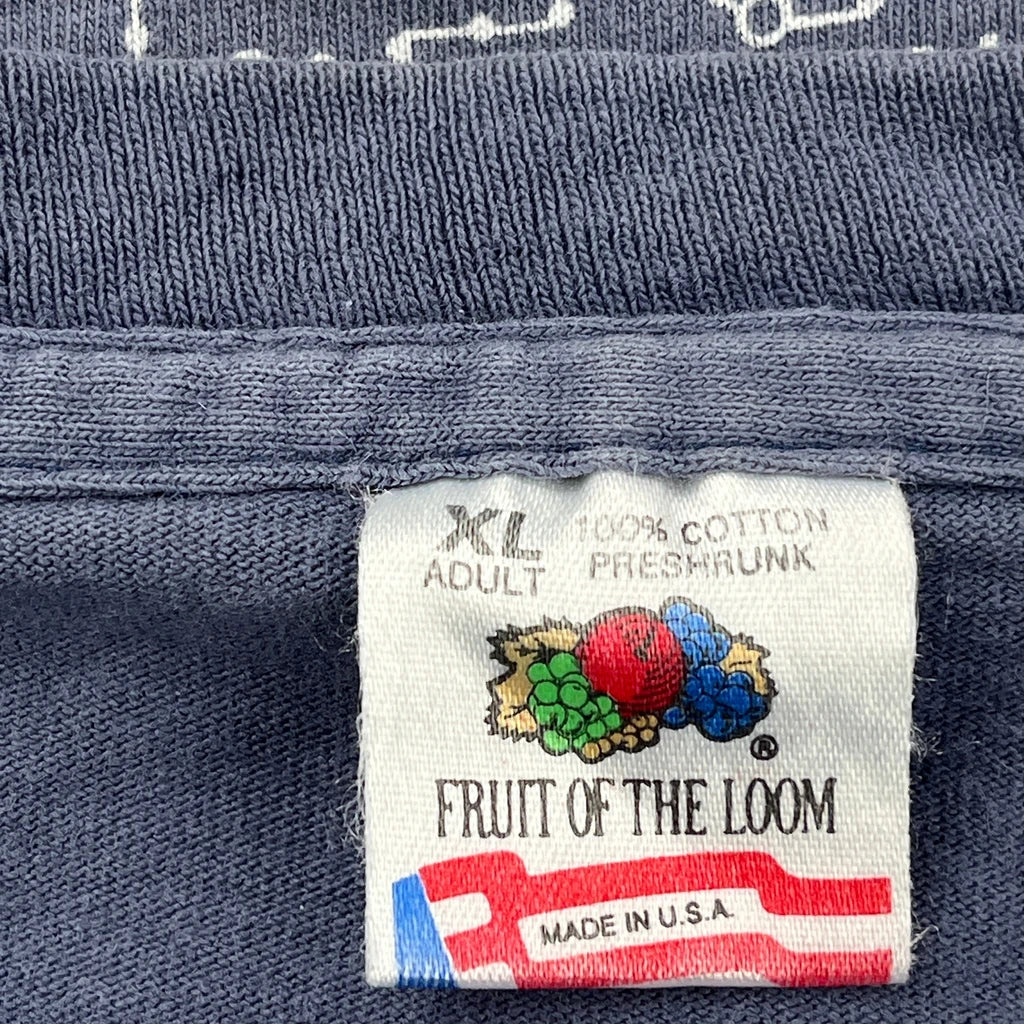 XL 100% COTTON
ADULT PRESHRUNK
®
FRUIT OF THE LOOM
MADE IN U.S.A.